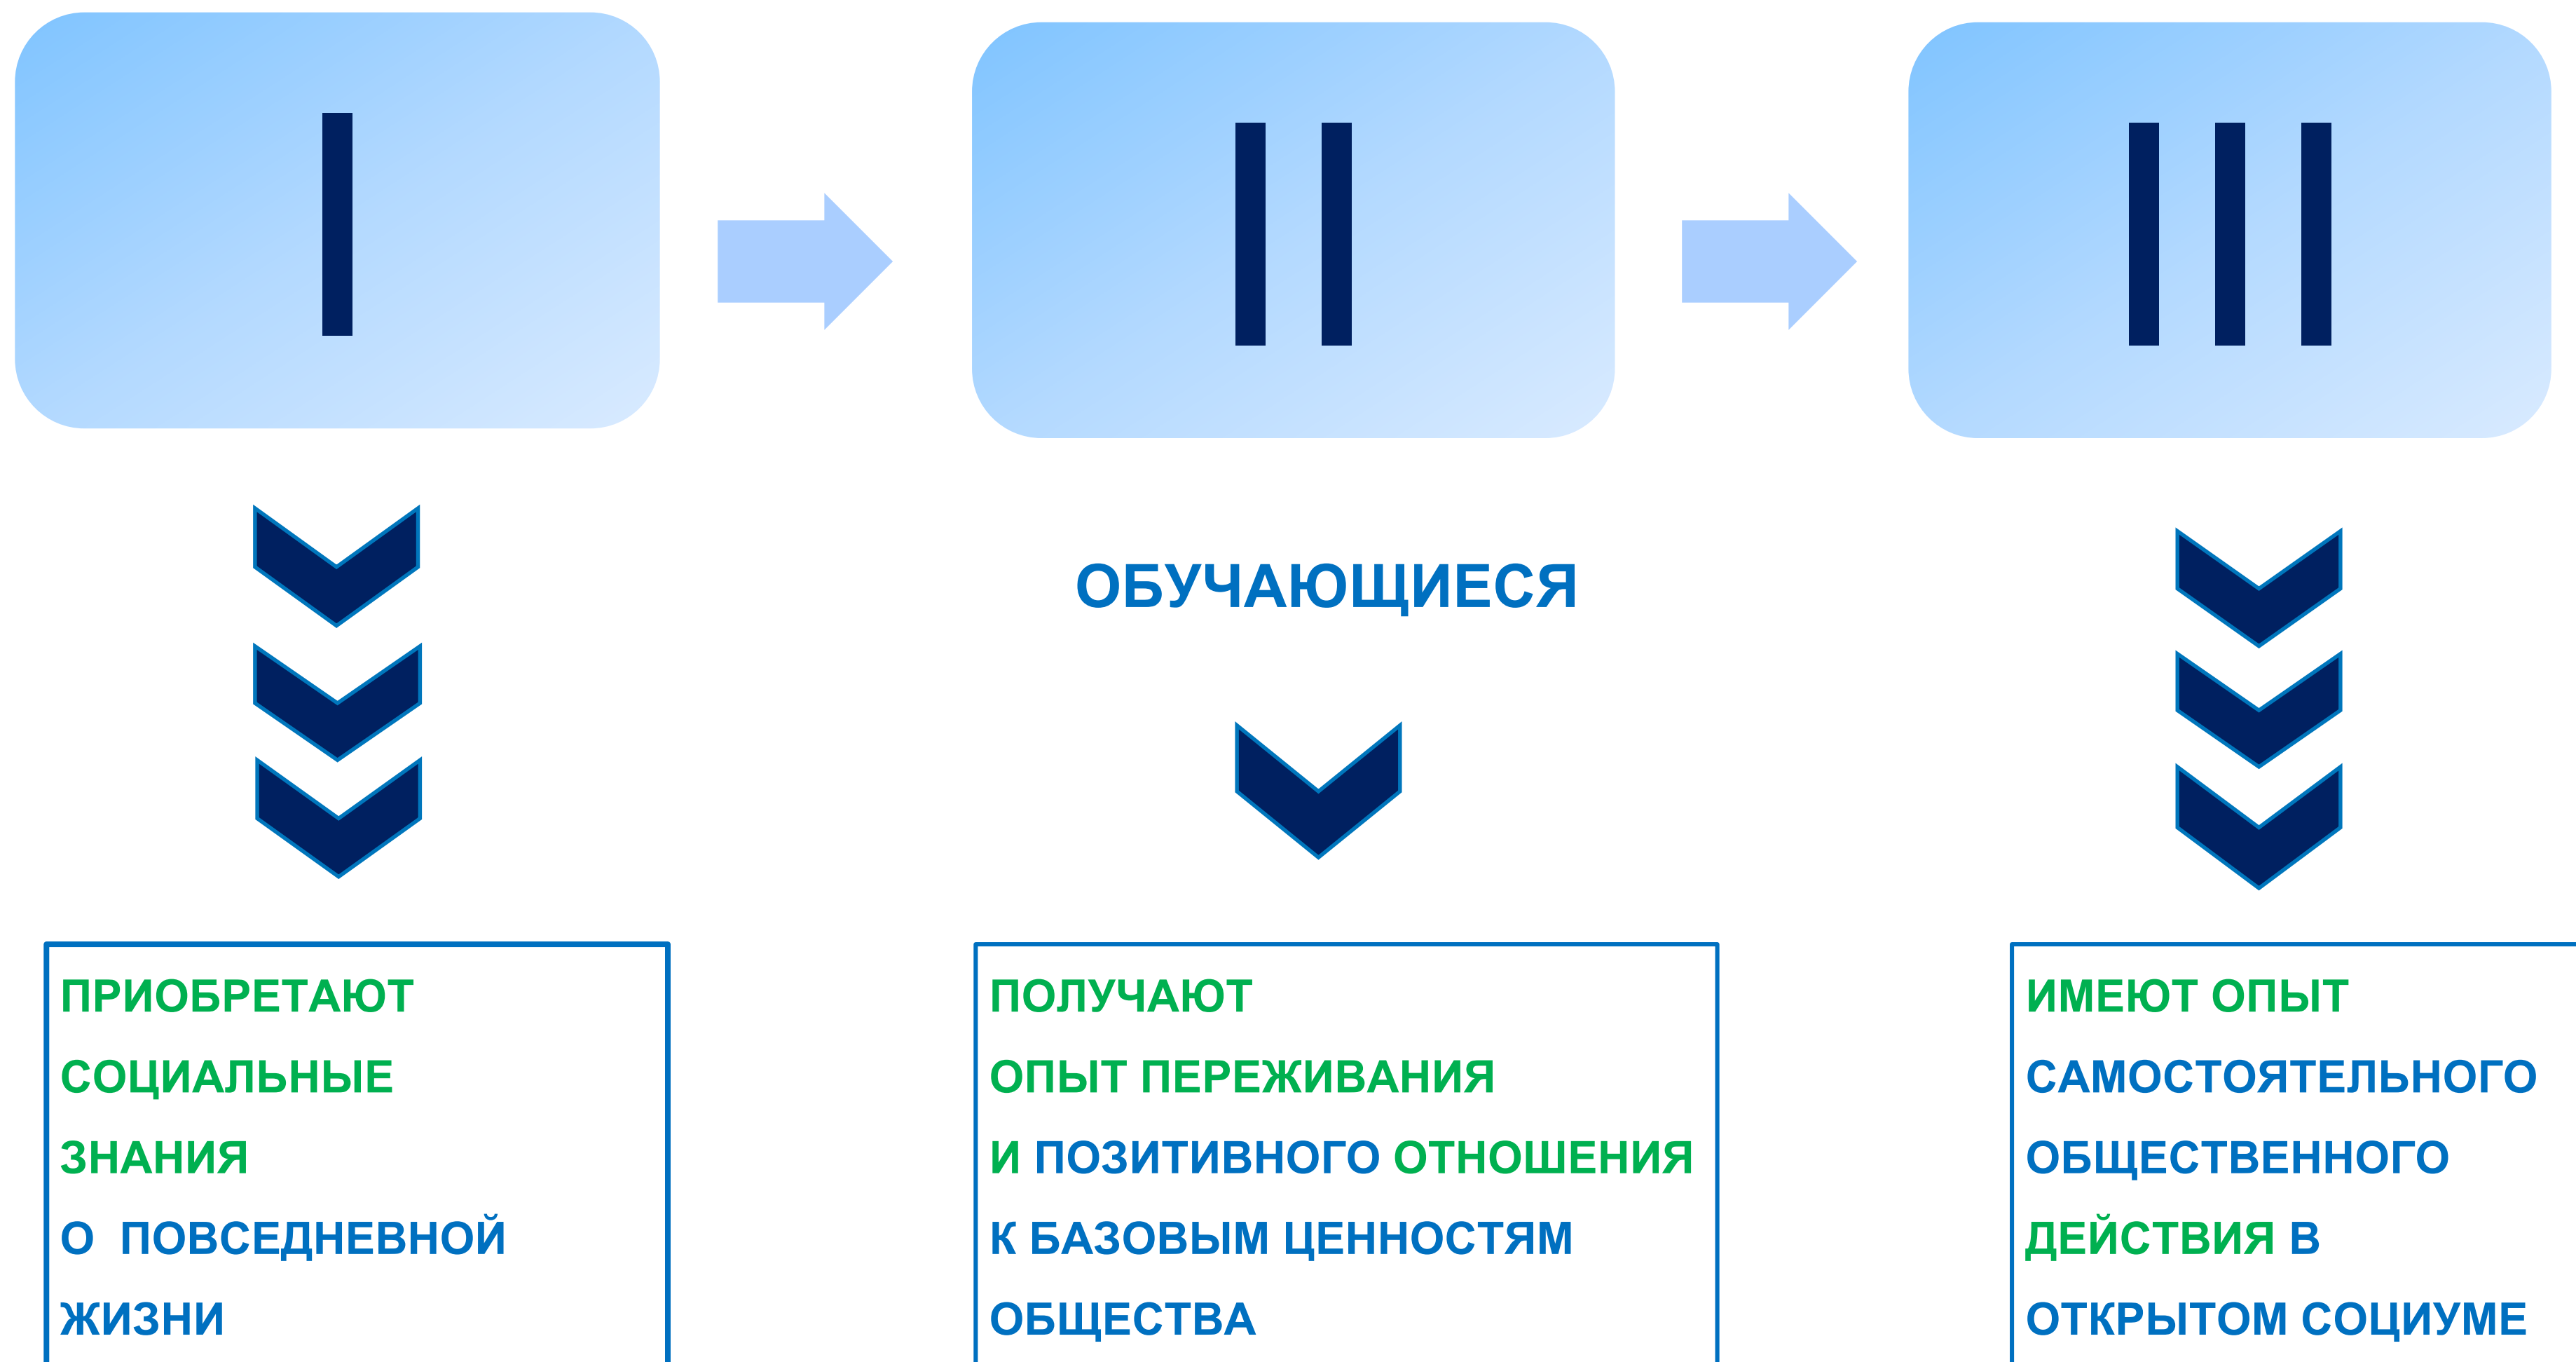 I
II
III
ОБУЧАЮЩИЕСЯ
ПРИОБРЕТАЮТ
СОЦИАЛЬНЫЕ
ЗНАНИЯ
О ПОВСЕДНЕВНОЙ
ЖИЗНИ
ПОЛУЧАЮТ
ОПЫТ ПЕРЕЖИВАНИЯ
И ПОЗИТИВНОГО ОТНОШЕНИЯ
К БАЗОВЫМ ЦЕННОСТЯМ
ОБЩЕСТВА
ИМЕЮТ ОПЫТ
САМОСТОЯТЕЛЬНОГО
ОБЩЕСТВЕННОГО
ДЕЙСТВИЯ В
ОТКРЫТОМ СОЦИУМЕ